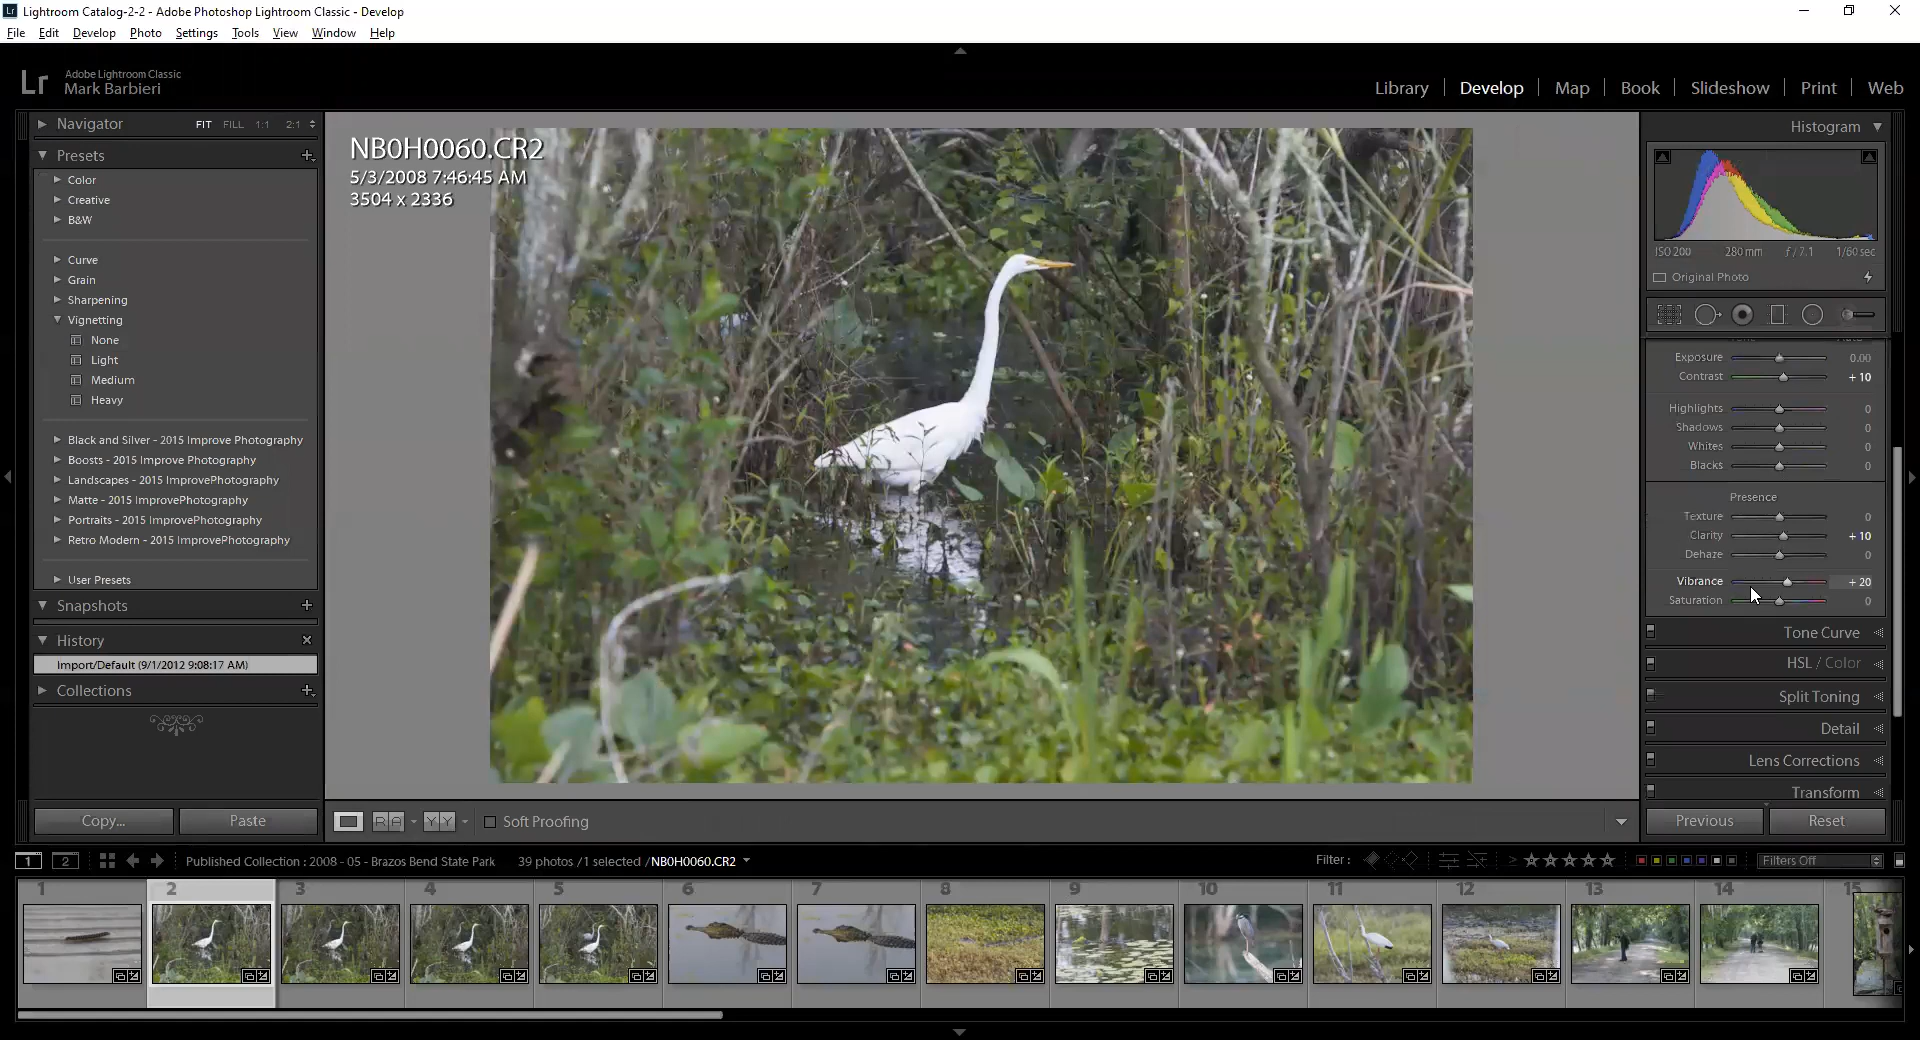 Lr Lightroom Catalog-2-2 - Adobe Photoshop Lightroom Classic - Develop
File Edit Develop Photo Settings Tools View Window Help
Lr Adobe Lightroom Classic
Mark Barbieri
Library Develop Map Book Slideshow Print Web
Navigator FIT FILL 1:1 2:1
Presets
Color
Creative
B&W
Curve
Grain
Sharpening
Vignetting
None
Light
Medium
Heavy
Black and Silver - 2015 Improve Photography
Boosts - 2015 Improve Photography
Landscapes - 2015 ImprovePhotography
Matte - 2015 ImprovePhotography
Portraits - 2015 ImprovePhotography
Retro Modern - 2015 ImprovePhotography
User Presets
Snapshots
History
Import/Default (9/1/2012 9:08:17 AM)
Collections
Copy... Paste
NB0H0060.CR2
5/3/2008 7:46:45 AM
3504 x 2336
Histogram
ISO 200 280 mm f / 7.1 1/60 sec
Original Photo
Exposure 0.00
Contrast + 10
Highlights 0
Shadows 0
Whites 0
Blacks 0
Presence
Texture 0
Clarity + 10
Dehaze 0
Vibrance + 20
Saturation 0
Tone Curve
HSL / Color
Split Toning
Detail
Lens Corrections
Transform
Previous Reset
R A Y Y Soft Proofing
1 2 Published Collection : 2008 - 05 - Brazos Bend State Park 39 photos / 1 selected / NB0H0060.CR2 Filter : Filters Off
1 2 3 4 5 6 7 8 9 10 11 12 13 14 15